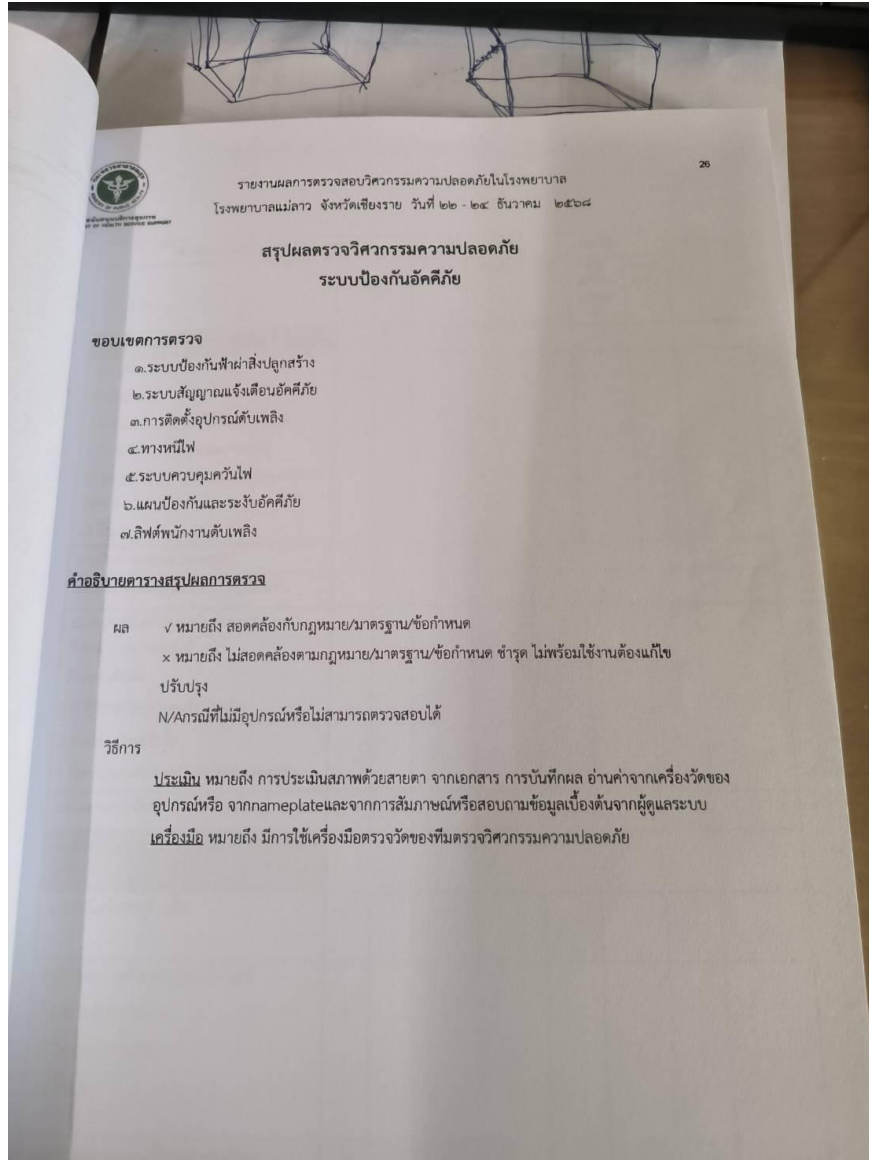 26
รายงานผลการตรวจสอบวิศวกรรมความปลอดภัยในโรงพยาบาล
โรงพยาบาลแม่ลาว จังหวัดเชียงราย วันที่ ๒๒ - ๒๔ ธันวาคม ๒๕๖๘
สรุปผลตรวจวิศวกรรมความปลอดภัย
ระบบป้องกันอัคคีภัย
ขอบเขตการตรวจ
๑.ระบบป้องกันฟ้าผ่าสิ่งปลูกสร้าง
๒.ระบบสัญญาณแจ้งเตือนอัคคีภัย
๓.การติดตั้งอุปกรณ์ดับเพลิง
๔.ทางหนีไฟ
๕.ระบบควบคุมควันไฟ
๖.แผนป้องกันและระงับอัคคีภัย
๗.ลิฟต์พนักงานดับเพลิง
คำอธิบายตารางสรุปผลการตรวจ
ผล √ หมายถึง สอดคล้องกับกฎหมาย/มาตรฐาน/ข้อกำหนด
× หมายถึง ไม่สอดคล้องตามกฎหมาย/มาตรฐาน/ข้อกำหนด ชำรุด ไม่พร้อมใช้งานต้องแก้ไข
ปรับปรุง
N/Aกรณีที่ไม่มีอุปกรณ์หรือไม่สามารถตรวจสอบได้
วิธีการ
ประเมิน หมายถึง การประเมินสภาพด้วยสายตา จากเอกสาร การบันทึกผล อ่านค่าจากเครื่องวัดของ
อุปกรณ์หรือ จากnameplateและจากการสัมภาษณ์หรือสอบถามข้อมูลเบื้องต้นจากผู้ดูแลระบบ
เครื่องมือ หมายถึง มีการใช้เครื่องมือตรวจวัดของทีมตรวจวิศวกรรมความปลอดภัย